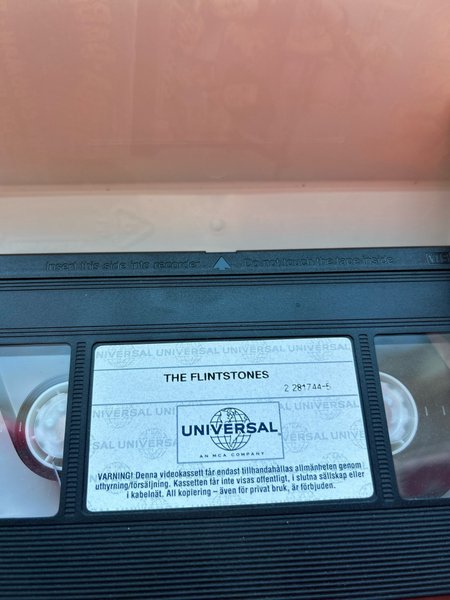 Insert this side into recorder Do not touch the tape inside
UNIVERSAL UNIVERSAL UNIVERSAL UNIVERSAL
THE FLINTSTONES
2 281744-5
UNIVERSAL
AN MCA COMPANY
VARNING! Denna videokassett får endast tillhandahållas allmänheten genom
uthyrning/försäljning. Kassetten får inte visas offentligt, i slutna sällskap eller
i kabelnät. All kopiering – även för privat bruk, är förbjuden.